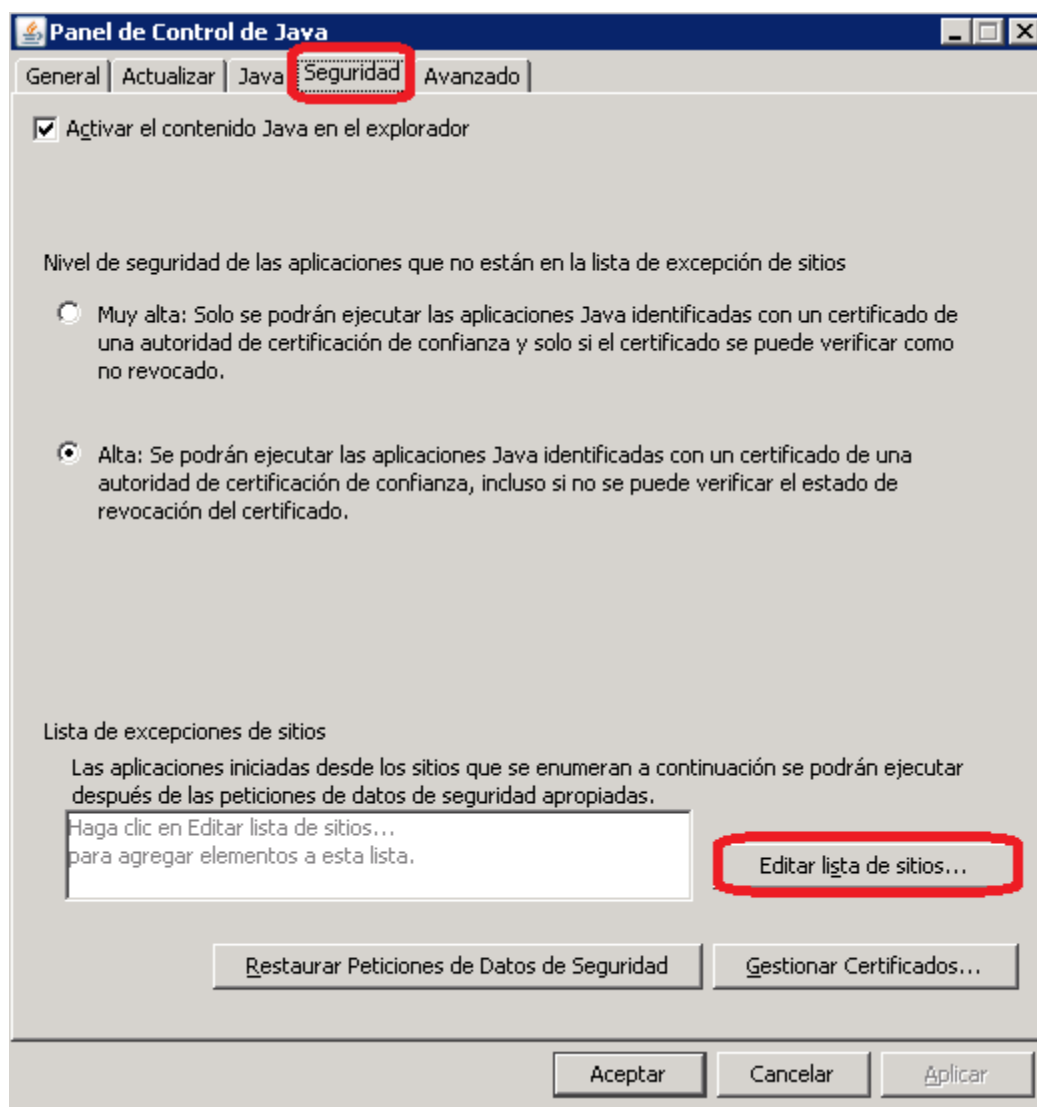 Panel de Control de Java
General Actualizar Java Seguridad Avanzado
Activar el contenido Java en el explorador
Nivel de seguridad de las aplicaciones que no están en la lista de excepción de sitios
Muy alta: Solo se podrán ejecutar las aplicaciones Java identificadas con un certificado de
una autoridad de certificación de confianza y solo si el certificado se puede verificar como
no revocado.
Alta: Se podrán ejecutar las aplicaciones Java identificadas con un certificado de una
autoridad de certificación de confianza, incluso si no se puede verificar el estado de
revocación del certificado.
Lista de excepciones de sitios
Las aplicaciones iniciadas desde los sitios que se enumeran a continuación se podrán ejecutar
después de las peticiones de datos de seguridad apropiadas.
Haga clic en Editar lista de sitios...
para agregar elementos a esta lista.
Editar lista de sitios...
Restaurar Peticiones de Datos de Seguridad Gestionar Certificados...
Aceptar Cancelar Aplicar